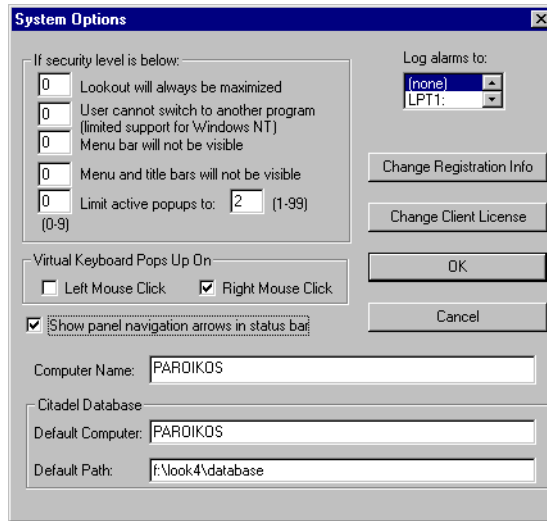 System Options
If security level is below:
0 Lookout will always be maximized
0 User cannot switch to another program
(limited support for Windows NT)
0 Menu bar will not be visible
0 Menu and title bars will not be visible
0 Limit active popups to: 2 (1-99)
(0-9)
Log alarms to:
(none)
LPT1:
Change Registration Info
Change Client License
OK
Cancel
Virtual Keyboard Pops Up On
Left Mouse Click Right Mouse Click
Show panel navigation arrows in status bar
Computer Name: PAROIKOS
Citadel Database
Default Computer: PAROIKOS
Default Path: f:\look4\database